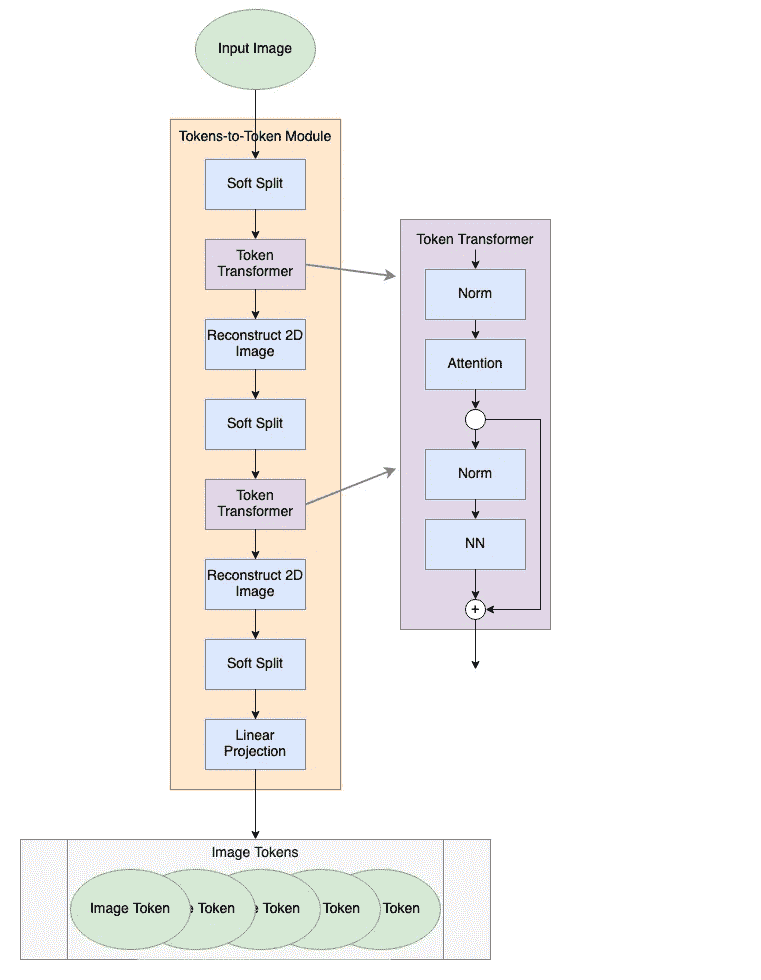 Input Image
Tokens-to-Token Module
Soft Split
Token
Transformer
Reconstruct 2D
Image
Soft Split
Token
Transformer
Reconstruct 2D
Image
Soft Split
Linear
Projection
Token Transformer
Norm
Attention
Norm
NN
+
Image Tokens
Image Token
e Token
e Token
Token
Token